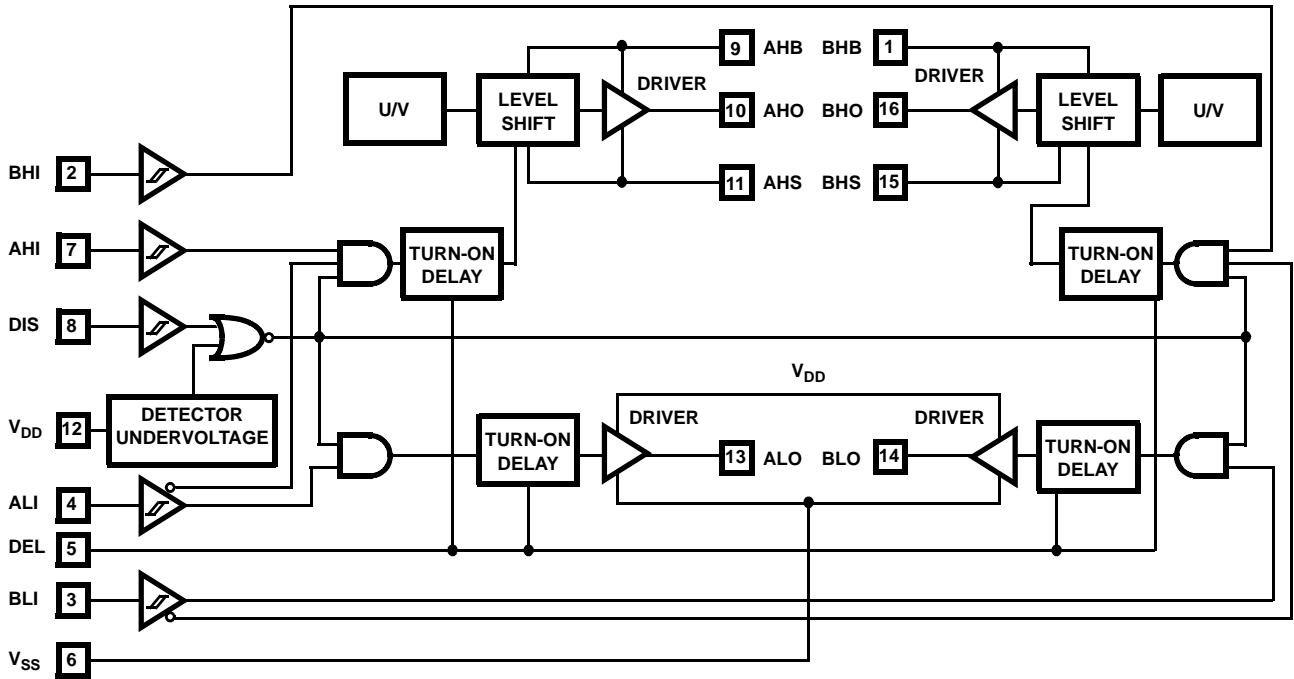 9 AHB BHB 1
DRIVER DRIVER
U/V LEVEL SHIFT 10 AHO BHO 16 LEVEL SHIFT U/V
BHI 2
11 AHS BHS 15
AHI 7 TURN-ON DELAY TURN-ON DELAY
DIS 8
VDD
VDD 12 DETECTOR UNDERVOLTAGE
DRIVER DRIVER
TURN-ON DELAY 13 ALO BLO 14 TURN-ON DELAY
ALI 4
DEL 5
BLI 3
VSS 6